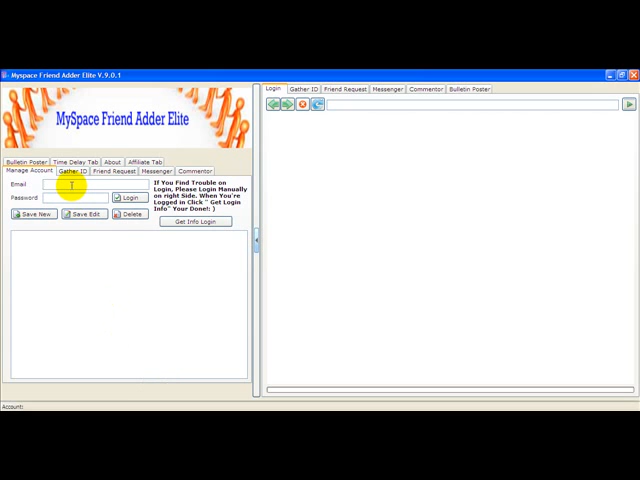 Myspace Friend Adder Elite V.9.0.1
MySpace Friend Adder Elite
Bulletin Poster Time Delay Tab About Affiliate Tab
Manage Account Gather ID Friend Request Messenger Commentor
Email
Password
Login
Save New Save Edit Delete
If You Find Trouble on
Login, Please Login Manually
on right Side, When You're
Logged in Click " Get Login
Info" Your Done!: )
Get Info Login
Login Gather ID Friend Request Messenger Commentor Bulletin Poster
Account: